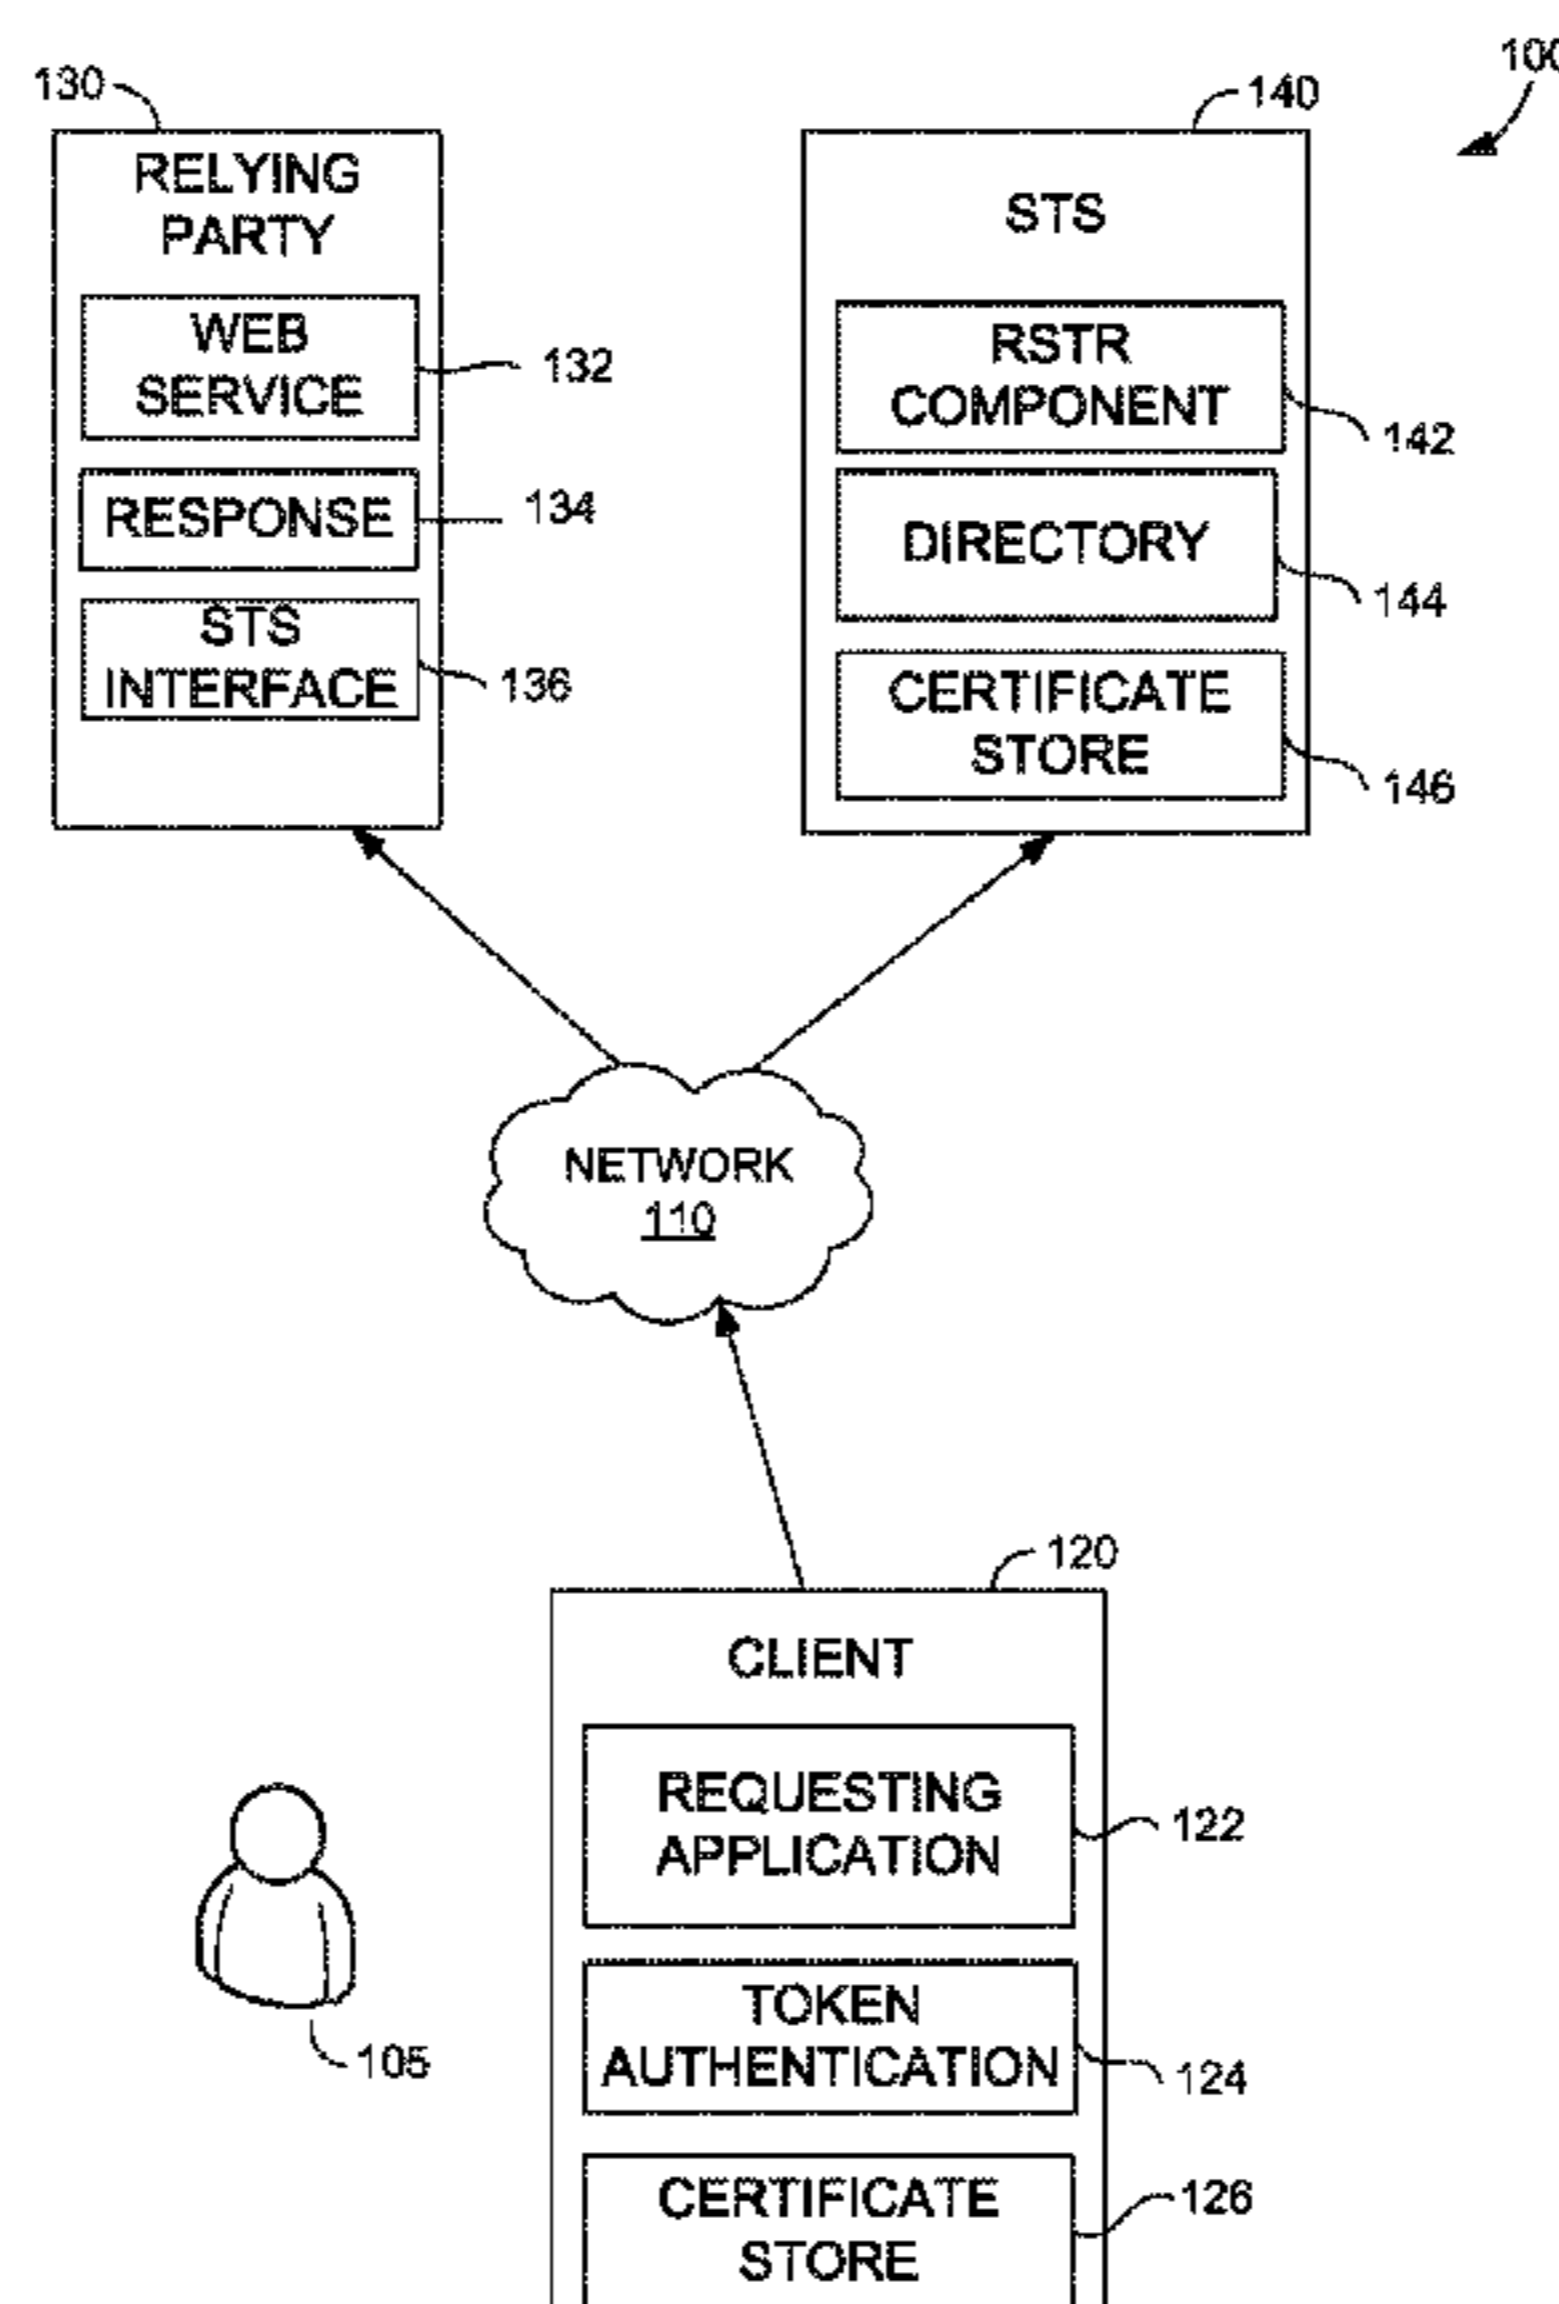 130
140
100
RELYING
PARTY
STS
WEB
SERVICE
132
RSTR
COMPONENT
142
RESPONSE
134
DIRECTORY
144
STS
INTERFACE
136
CERTIFICATE
STORE
146
NETWORK
110
120
CLIENT
REQUESTING
APPLICATION
122
TOKEN
AUTHENTICATION
124
105
CERTIFICATE
STORE
126